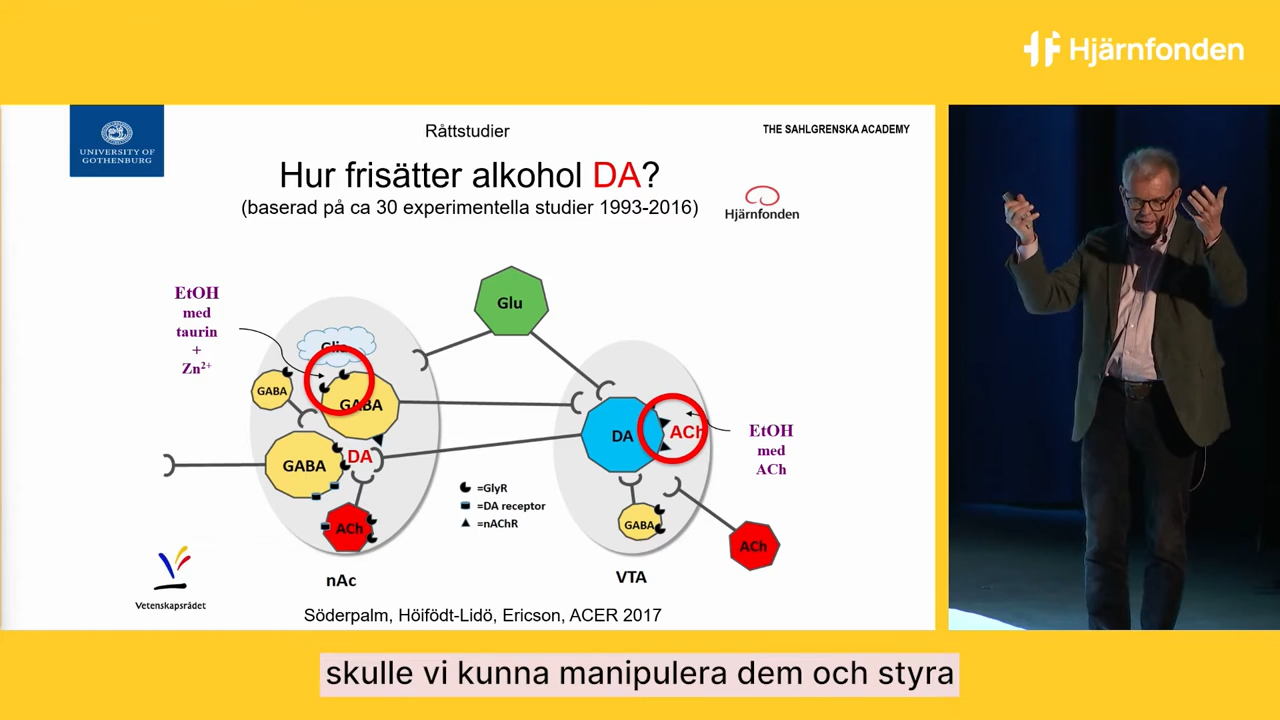 Hjärnfonden
UNIVERSITY OF
GOTHENBURG
Råttstudier
THE SAHLGRENSKA ACADEMY
Hur frisätter alkohol DA?
(baserad på ca 30 experimentella studier 1993-2016)
Hjärnfonden
EtOH
med
taurin
+
Zn²⁺
Glu
Glia
GABA
GABA
GABA
DA
ACh
DA
ACh
EtOH
med
ACh
=GlyR
=DA receptor
=nAChR
GABA
ACh
nAc
VTA
Vetenskapsrådet
Söderpalm, Höifödt-Lidö, Ericson, ACER 2017
skulle vi kunna manipulera dem och styra